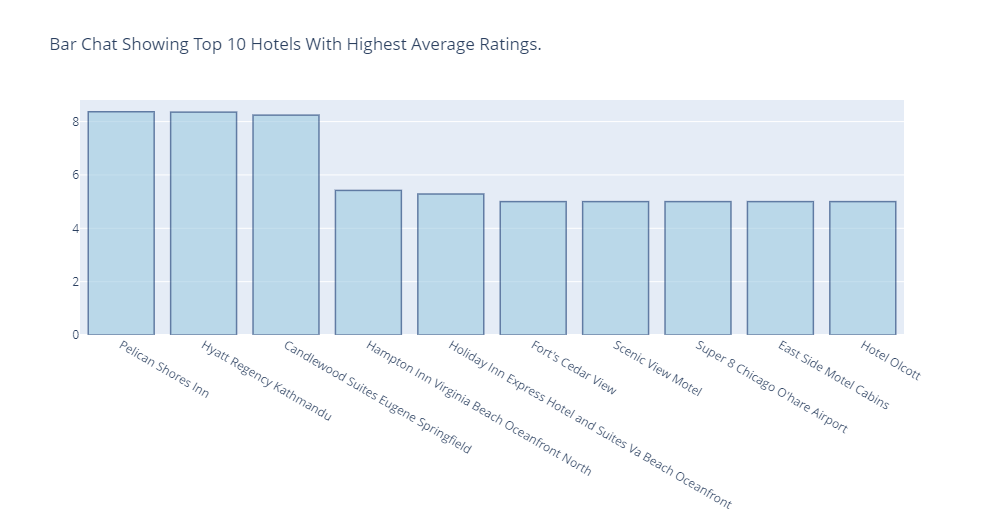 Bar Chat Showing Top 10 Hotels With Highest Average Ratings.
8
6
4
2
0
Pelican Shores Inn
Hyatt Regency Kathmandu
Candlewood Suites Eugene Springfield
Hampton Inn Virginia Beach Oceanfront North
Holiday Inn Express Hotel and Suites Va Beach Oceanfront
Fort's Cedar View
Scenic View Motel
Super 8 Chicago O'hare Airport
East Side Motel Cabins
Hotel Olcott